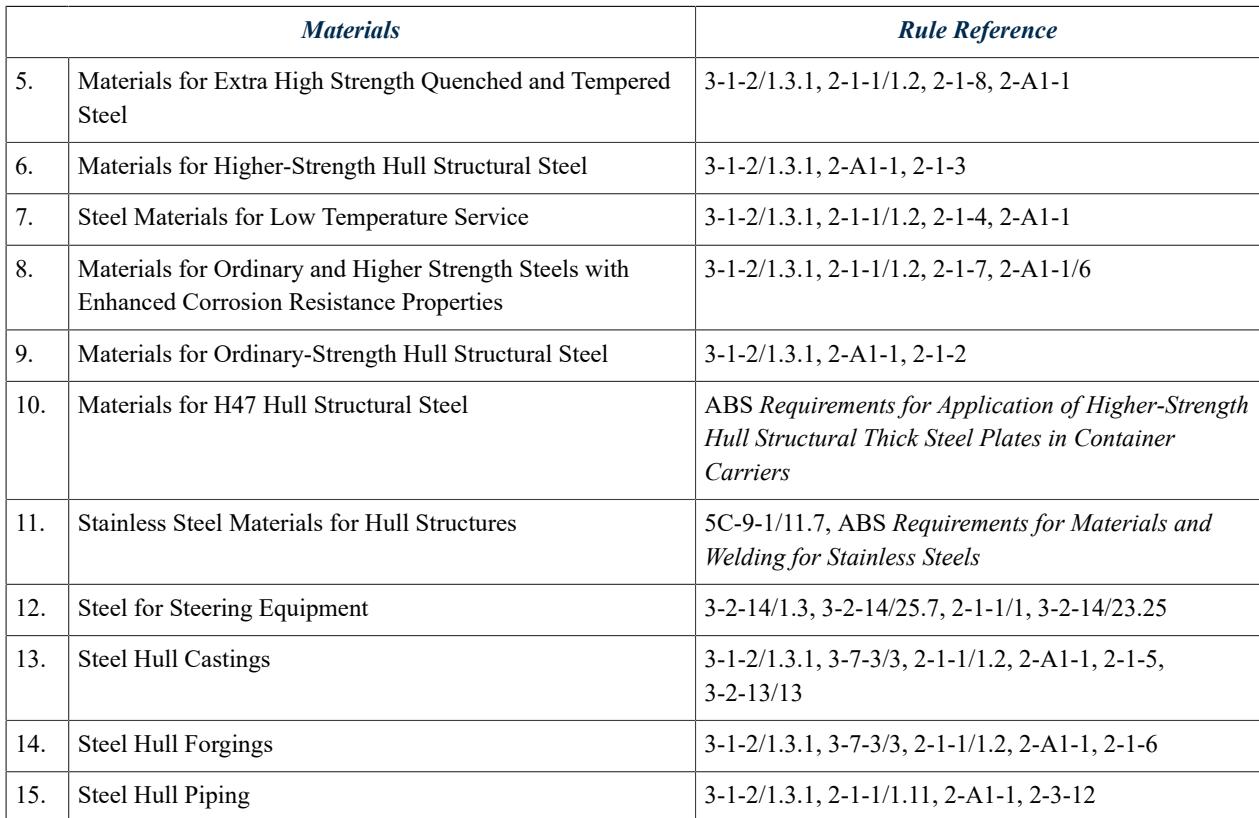 Materials Rule Reference
5. Materials for Extra High Strength Quenched and Tempered 3-1-2/1.3.1, 2-1-1/1.2, 2-1-8, 2-A1-1
Steel
6. Materials for Higher-Strength Hull Structural Steel 3-1-2/1.3.1, 2-A1-1, 2-1-3
7. Steel Materials for Low Temperature Service 3-1-2/1.3.1, 2-1-1/1.2, 2-1-4, 2-A1-1
8. Materials for Ordinary and Higher Strength Steels with 3-1-2/1.3.1, 2-1-1/1.2, 2-1-7, 2-A1-1/6
Enhanced Corrosion Resistance Properties
9. Materials for Ordinary-Strength Hull Structural Steel 3-1-2/1.3.1, 2-A1-1, 2-1-2
10. Materials for H47 Hull Structural Steel ABS Requirements for Application of Higher-Strength
Hull Structural Thick Steel Plates in Container
Carriers
11. Stainless Steel Materials for Hull Structures 5C-9-1/11.7, ABS Requirements for Materials and
Welding for Stainless Steels
12. Steel for Steering Equipment 3-2-14/1.3, 3-2-14/25.7, 2-1-1/1, 3-2-14/23.25
13. Steel Hull Castings 3-1-2/1.3.1, 3-7-3/3, 2-1-1/1.2, 2-A1-1, 2-1-5,
3-2-13/13
14. Steel Hull Forgings 3-1-2/1.3.1, 3-7-3/3, 2-1-1/1.2, 2-A1-1, 2-1-6
15. Steel Hull Piping 3-1-2/1.3.1, 2-1-1/1.11, 2-A1-1, 2-3-12